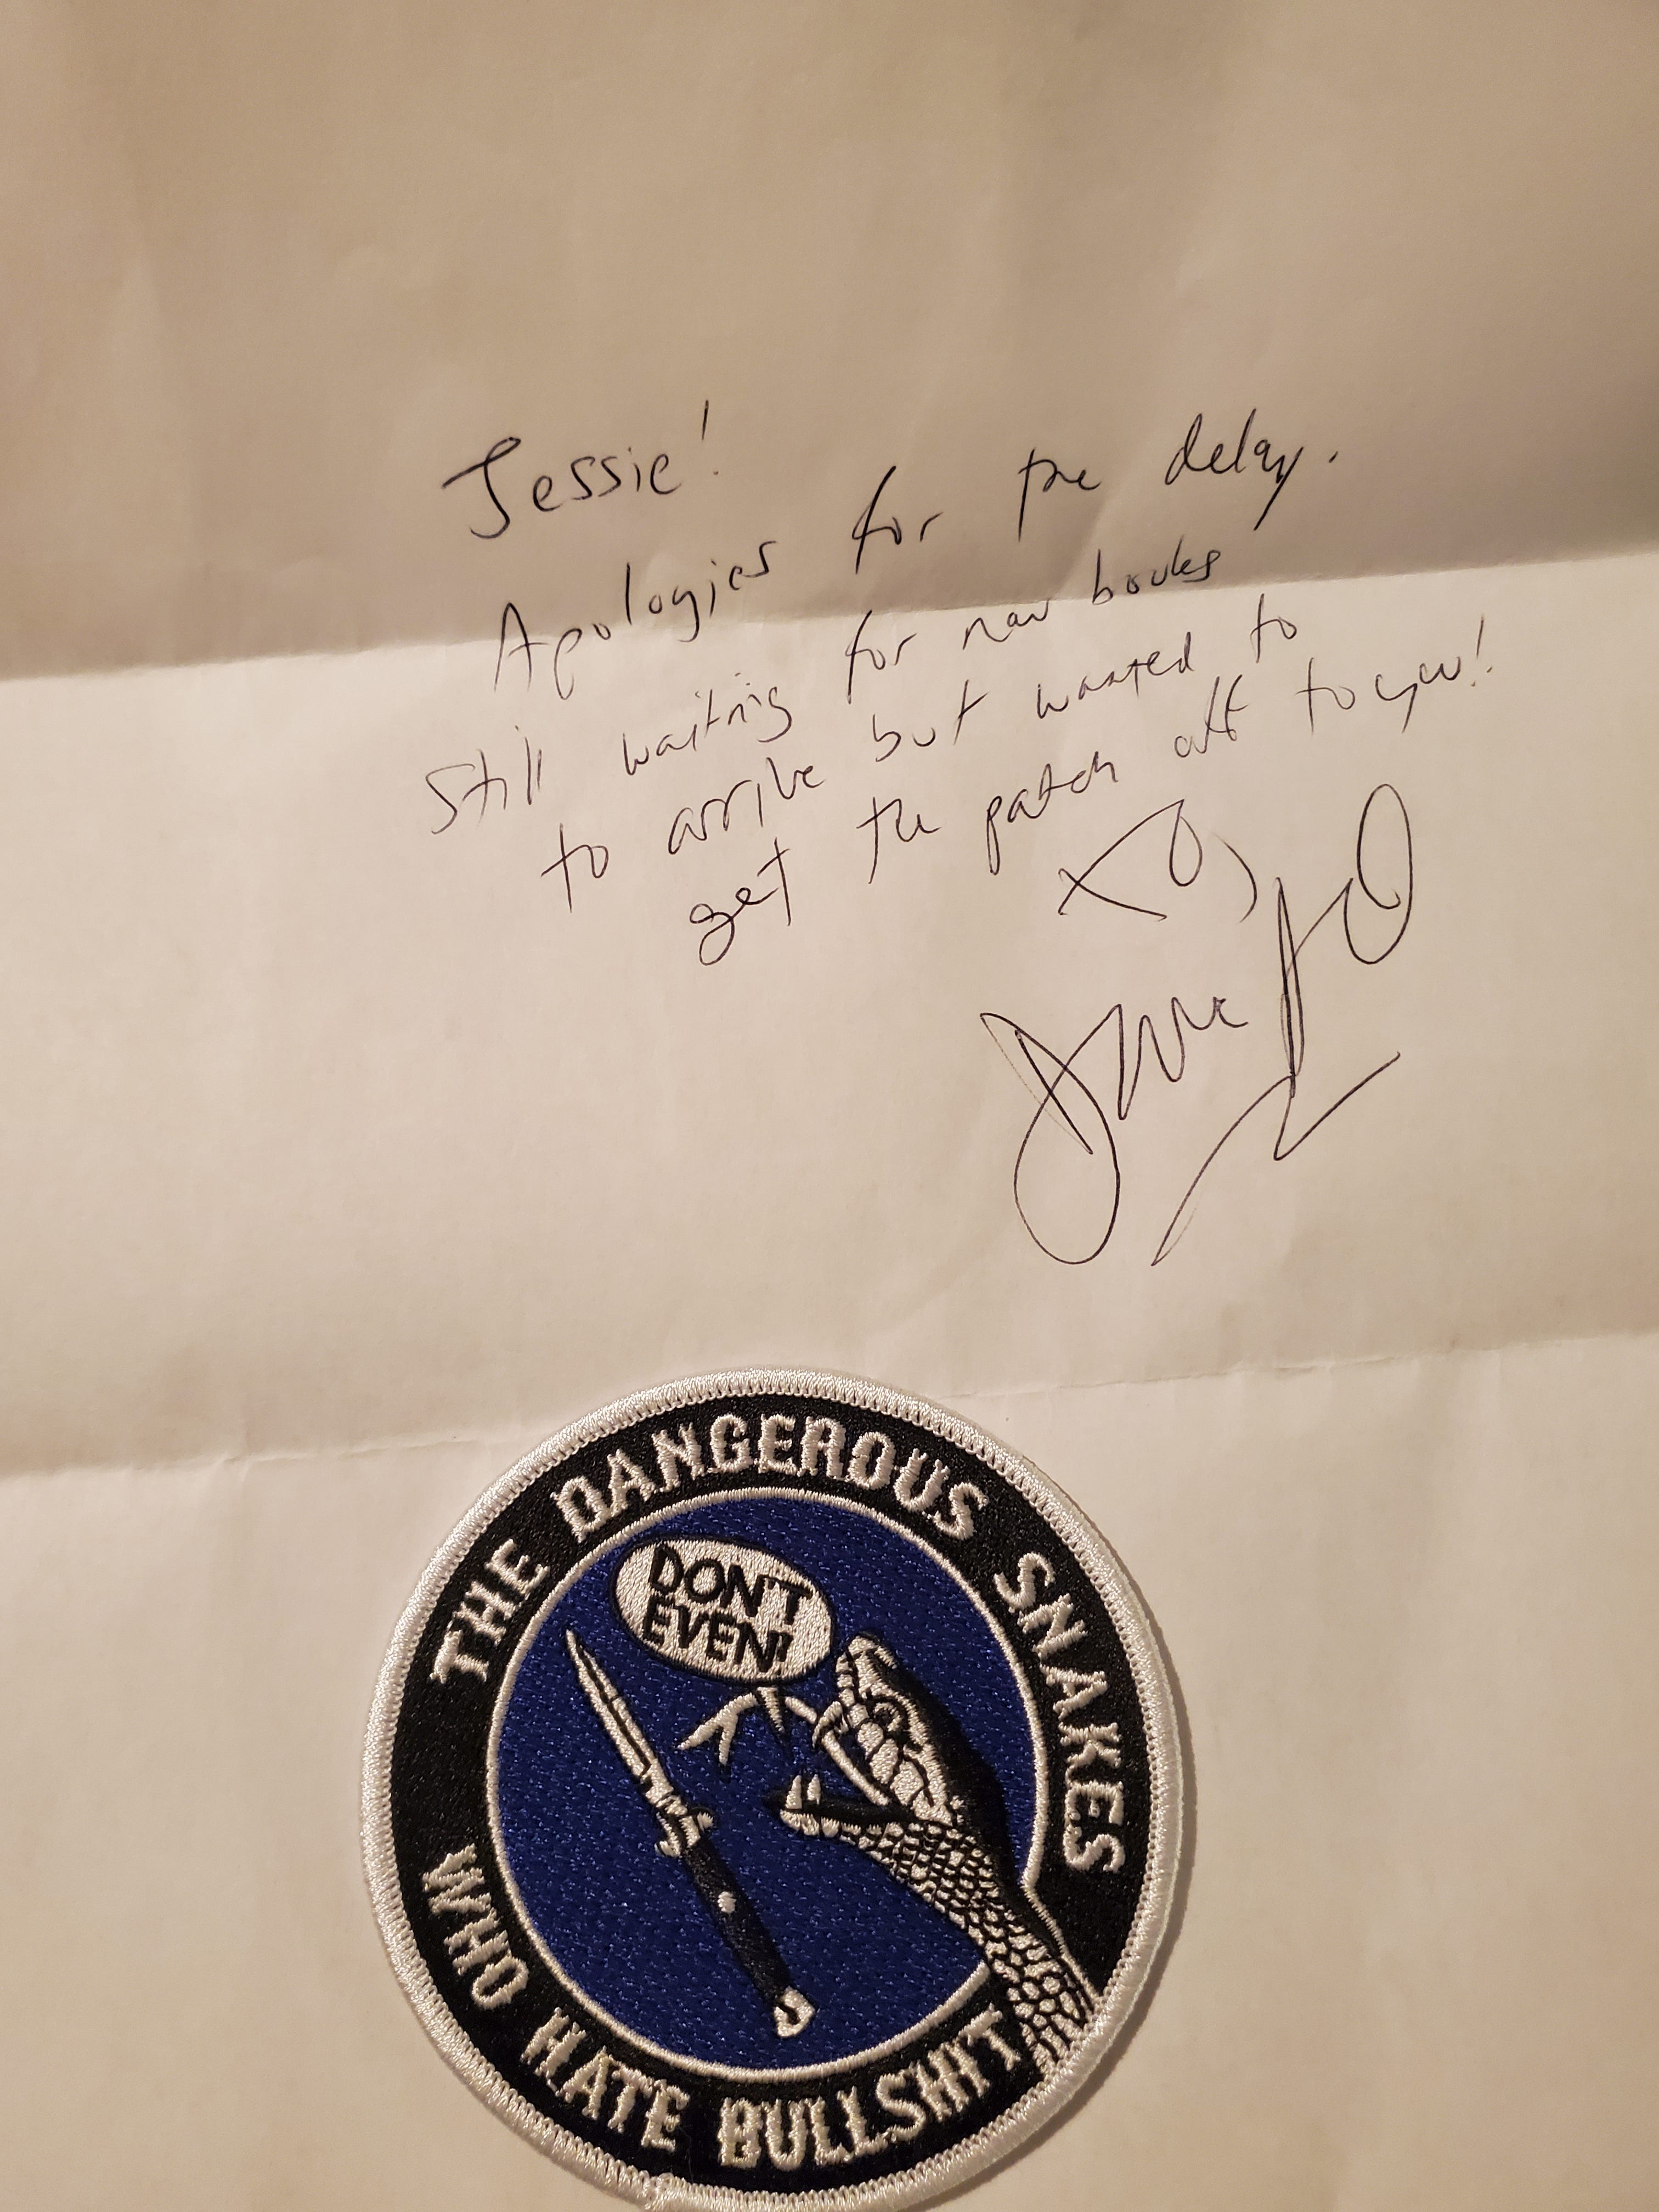 Jessie!
Apologies for the delay.
Still waiting for new books
to arrive but wanted to
get the patch off to you!
XO,
THE DANGEROUS SNAKES
DON'T
EVEN!
WHO HATE BULLSHIT